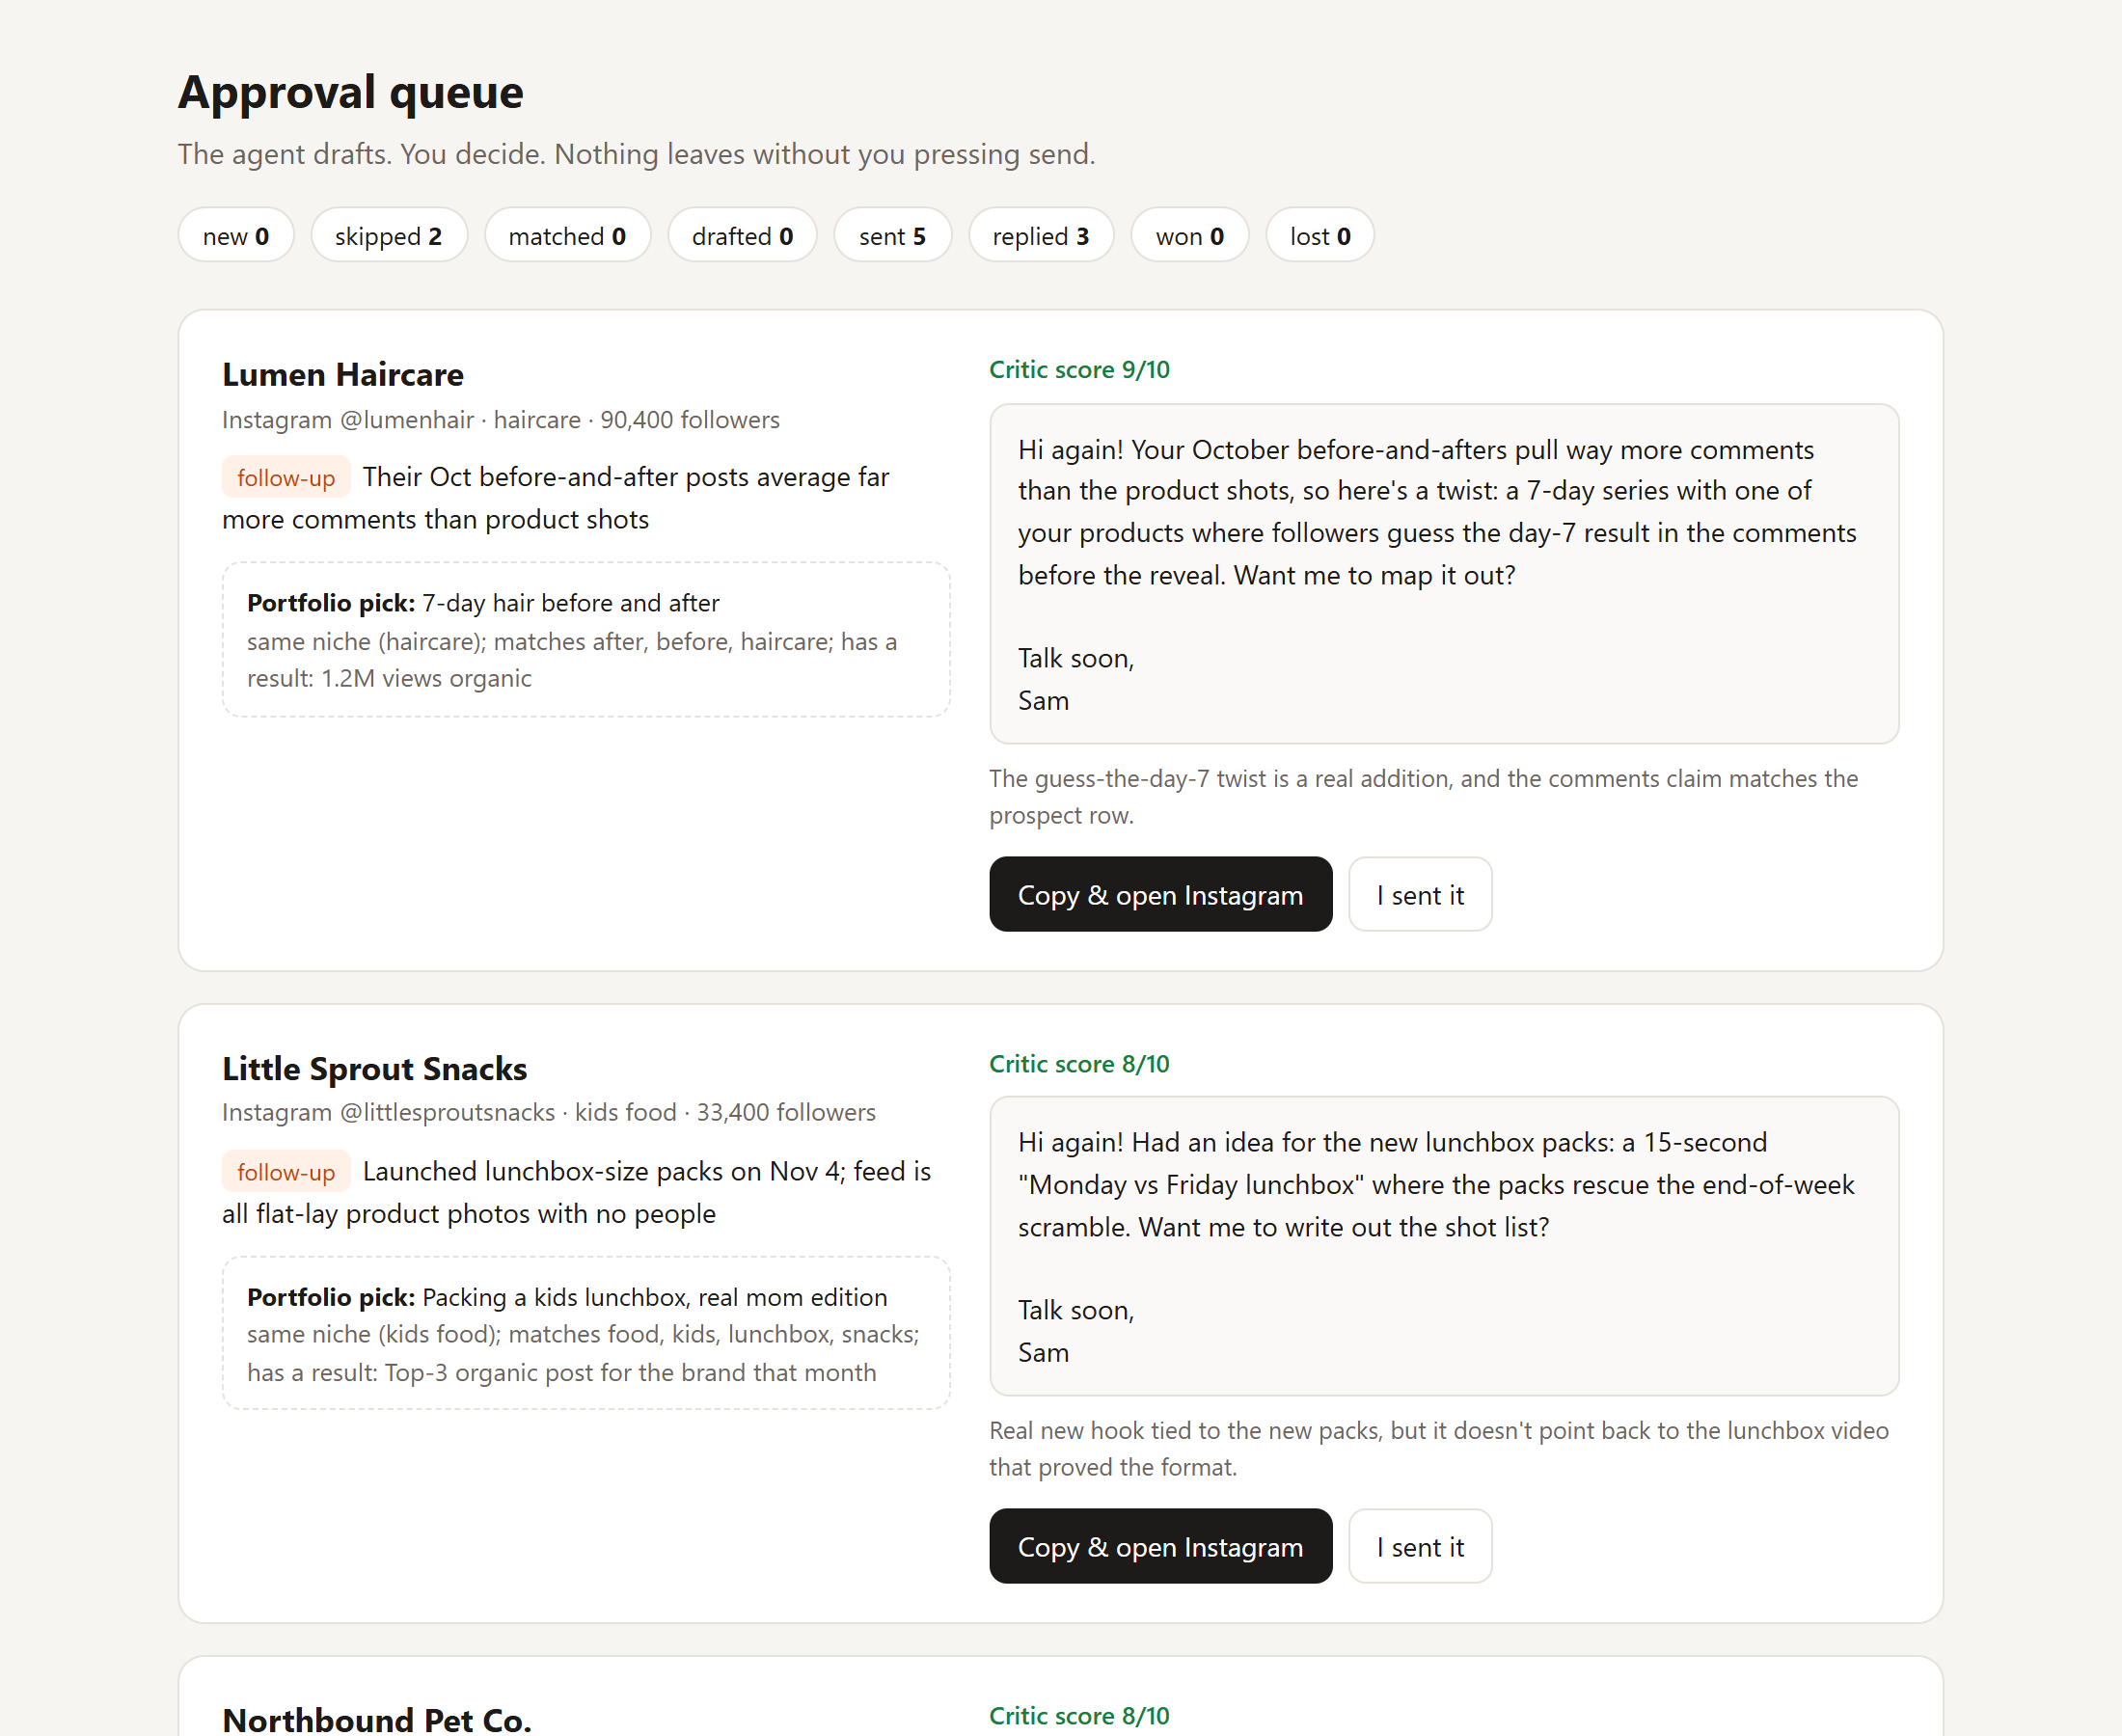 Approval queue
The agent drafts. You decide. Nothing leaves without you pressing send.
new 0 skipped 2 matched 0 drafted 0 sent 5 replied 3 won 0 lost 0
Lumen Haircare
Instagram @lumenhair · haircare · 90,400 followers
follow-up Their Oct before-and-after posts average far
more comments than product shots
Portfolio pick: 7-day hair before and after
same niche (haircare); matches after, before, haircare; has a
result: 1.2M views organic
Critic score 9/10
Hi again! Your October before-and-afters pull way more comments
than the product shots, so here's a twist: a 7-day series with one of
your products where followers guess the day-7 result in the comments
before the reveal. Want me to map it out?
Talk soon,
Sam
The guess-the-day-7 twist is a real addition, and the comments claim matches the
prospect row.
Copy & open Instagram
I sent it
Little Sprout Snacks
Instagram @littlesproutsnacks · kids food · 33,400 followers
follow-up Launched lunchbox-size packs on Nov 4; feed is
all flat-lay product photos with no people
Portfolio pick: Packing a kids lunchbox, real mom edition
same niche (kids food); matches food, kids, lunchbox, snacks;
has a result: Top-3 organic post for the brand that month
Critic score 8/10
Hi again! Had an idea for the new lunchbox packs: a 15-second
"Monday vs Friday lunchbox" where the packs rescue the end-of-week
scramble. Want me to write out the shot list?
Talk soon,
Sam
Real new hook tied to the new packs, but it doesn't point back to the lunchbox video
that proved the format.
Copy & open Instagram
I sent it
Northbound Pet Co.
Critic score 8/10